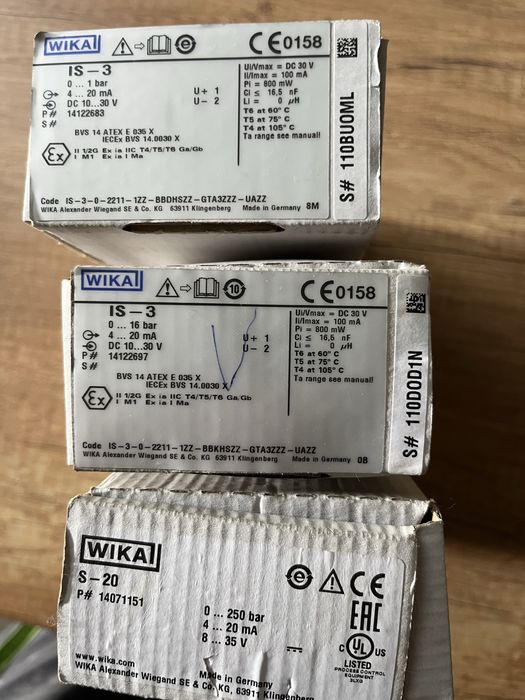 WIKA
CE 0158
IS-3
0 ... 1 bar
4 ... 20 mA
DC 10...30 V
P# 14122683
S#
U+ 1
U- 2
Ui/Vmax = DC 30 V
Ii/Imax = 100 mA
Pi = 800 mW
Ci ≤ 16,5 nF
Li = 0 µH
T6 at 60° C
T5 at 75° C
T4 at 105° C
Ta range see manual!
BVS 14 ATEX E 035 X
IECEx BVS 14.0030 X
Ex
II 1/2G Ex ia IIC T4/T5/T6 Ga/Gb
I M1 Ex ia I Ma
Code IS-3-0-2211-1ZZ-BBDHSZZ-GTA3ZZZ-UAZZ
WIKA Alexander Wiegand SE & Co. KG 63911 Klingenberg Made in Germany 8M
S# 110BUOML
WIKA
10
CE 0158
IS-3
0 ... 16 bar
4 ... 20 mA
DC 10...30 V
P# 14122697
S#
U+ 1
U- 2
Ui/Vmax = DC 30 V
Ii/Imax = 100 mA
Pi = 800 mW
Ci ≤ 16,5 nF
Li = 0 µH
T6 at 60° C
T5 at 75° C
T4 at 105° C
Ta range see manual!
BVS 14 ATEX E 035 X
IECEx BVS 14.0030 X
Ex
II 1/2G Ex ia IIC T4/T5/T6 Ga/Gb
I M1 Ex ia I Ma
Code IS-3-0-2211-1ZZ-BBKHSZZ-GTA3ZZZ-UAZZ
WIKA Alexander Wiegand SE & Co. KG 63911 Klingenberg Made in Germany 0B
S# 110D0D1N
WIKA
S-20
P# 14071151
CE
EAC
0 ... 250 bar
4 ... 20 mA
8 ... 35 V
C UL US
LISTED
PROCESS CONTROL
EQUIPMENT
3LXG
www.wika.com
Made in Germany
WIKA Alexander Wiegand SE & Co. KG, 63911 Klingenberg